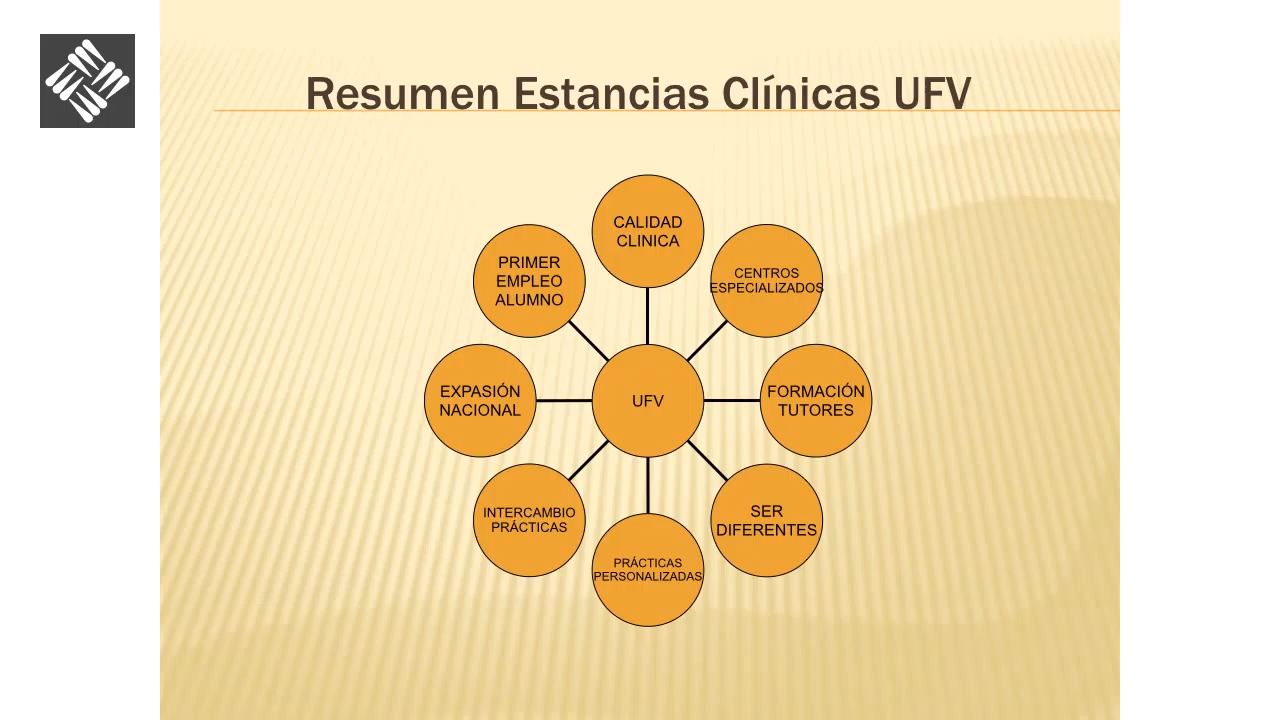 Resumen Estancias Clínicas UFV
CALIDAD
CLINICA
CENTROS
ESPECIALIZADOS
FORMACIÓN
TUTORES
SER
DIFERENTES
PRÁCTICAS
PERSONALIZADAS
INTERCAMBIO
PRÁCTICAS
EXPASIÓN
NACIONAL
PRIMER
EMPLEO
ALUMNO
UFV